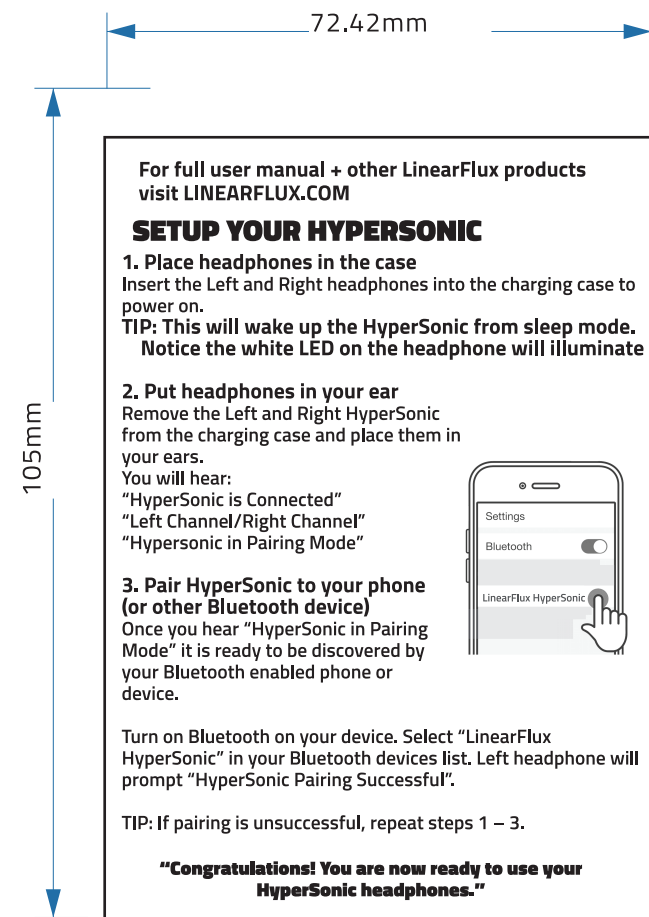 72.42mm
105mm
For full user manual + other LinearFlux products
visit LINEARFLUX.COM
SETUP YOUR HYPERSONIC
1. Place headphones in the case
Insert the Left and Right headphones into the charging case to
power on.
TIP: This will wake up the HyperSonic from sleep mode.
Notice the white LED on the headphone will illuminate
2. Put headphones in your ear
Remove the Left and Right HyperSonic
from the charging case and place them in
your ears.
You will hear:
“HyperSonic is Connected”
“Left Channel/Right Channel”
“Hypersonic in Pairing Mode”
Settings
Bluetooth
LinearFlux HyperSonic
3. Pair HyperSonic to your phone
(or other Bluetooth device)
Once you hear “HyperSonic in Pairing
Mode” it is ready to be discovered by
your Bluetooth enabled phone or
device.
Turn on Bluetooth on your device. Select “LinearFlux
HyperSonic” in your Bluetooth devices list. Left headphone will
prompt “HyperSonic Pairing Successful”.
TIP: If pairing is unsuccessful, repeat steps 1 – 3.
“Congratulations! You are now ready to use your
HyperSonic headphones.”